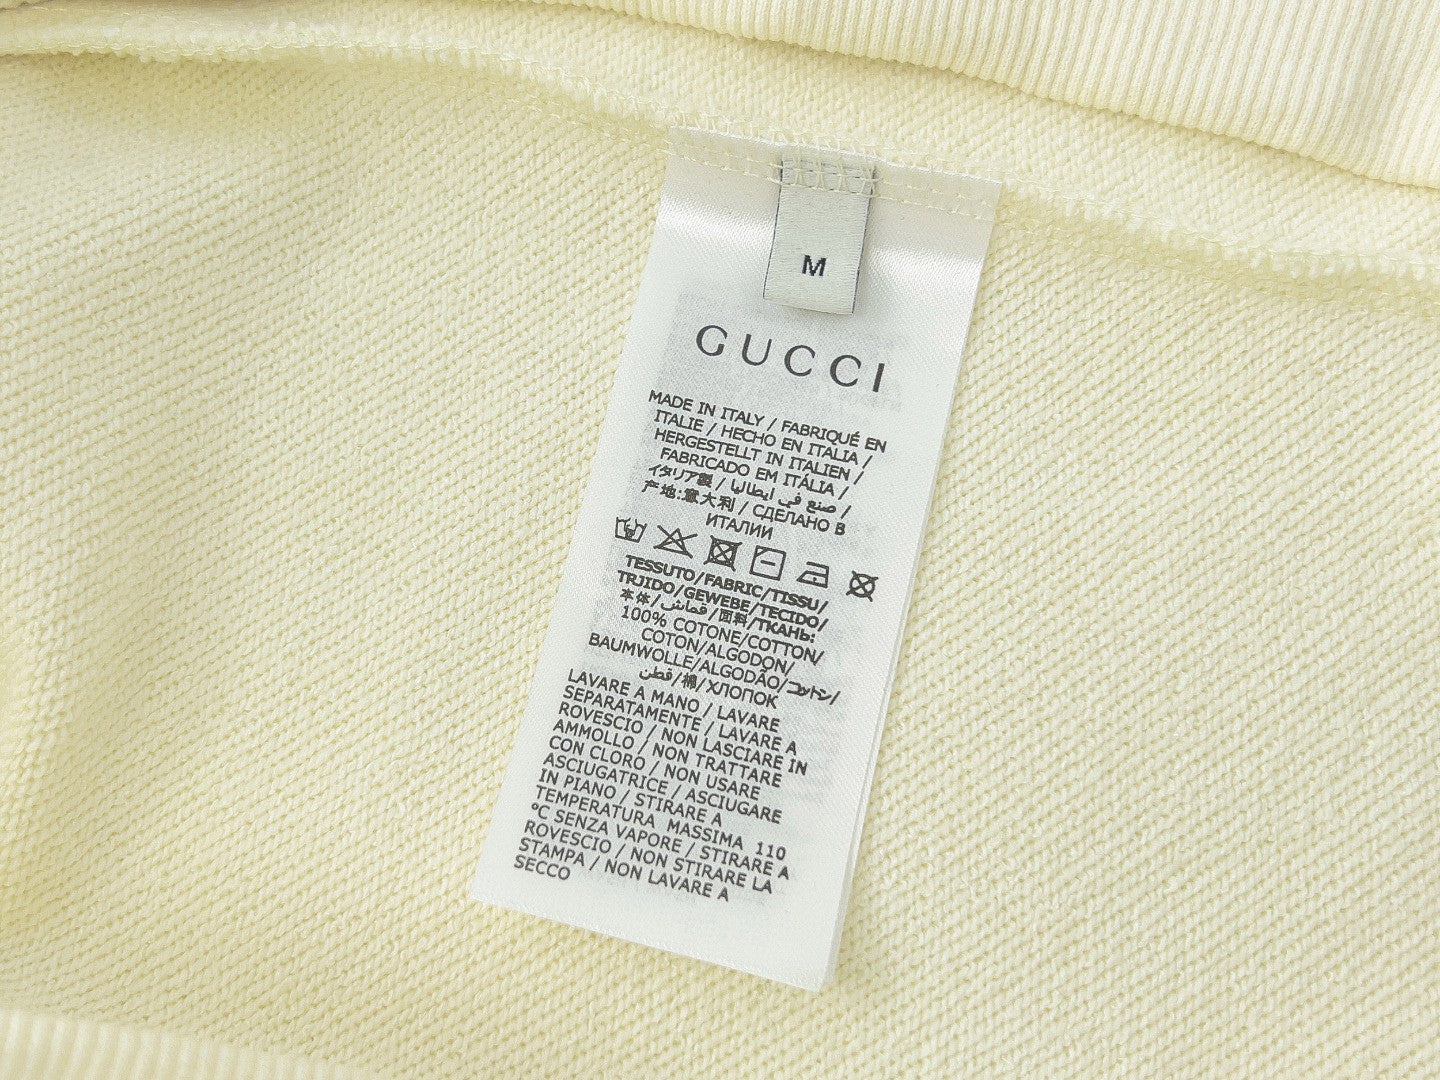 M
GUCCI
MADE IN ITALY / FABRIQUÉ EN
ITALIE / HECHO EN ITALIA /
HERGESTELLT IN ITALIEN /
FABRICADO EM ITÁLIA /
イタリア製 / صنع في ايطاليا /
产地:意大利 / СДЕЛАНО В
ИТАЛИИ
TESSUTO/FABRIC/TISSU/
TRJIDO/GEWEBE/TECIDO/
本体/قماش/面料/ТКАНЬ:
100% COTONE/COTTON/
COTON/ALGODON/
BAUMWOLLE/ALGODÃO/コットン/
قطن/棉/ХЛОПОК
LAVARE A MANO / LAVARE
SEPARATAMENTE / LAVARE A
ROVESCIO / NON LASCIARE IN
AMMOLLO / NON TRATTARE
CON CLORO / NON USARE
ASCIUGATRICE / ASCIUGARE
IN PIANO / STIRARE A
TEMPERATURA MASSIMA 110
°C SENZA VAPORE / STIRARE A
ROVESCIO / NON STIRARE LA
STAMPA / NON LAVARE A
SECCO